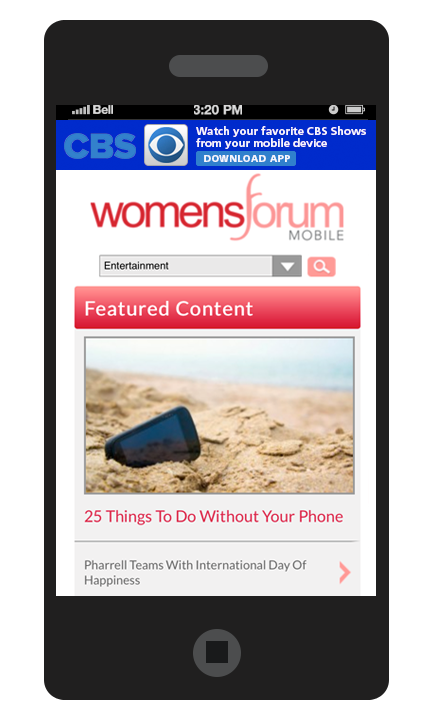 Bell 3:20 PM
CBS
Watch your favorite CBS Shows
from your mobile device
DOWNLOAD APP
womensforum
MOBILE
Entertainment
Featured Content
25 Things To Do Without Your Phone
Pharrell Teams With International Day Of
Happiness